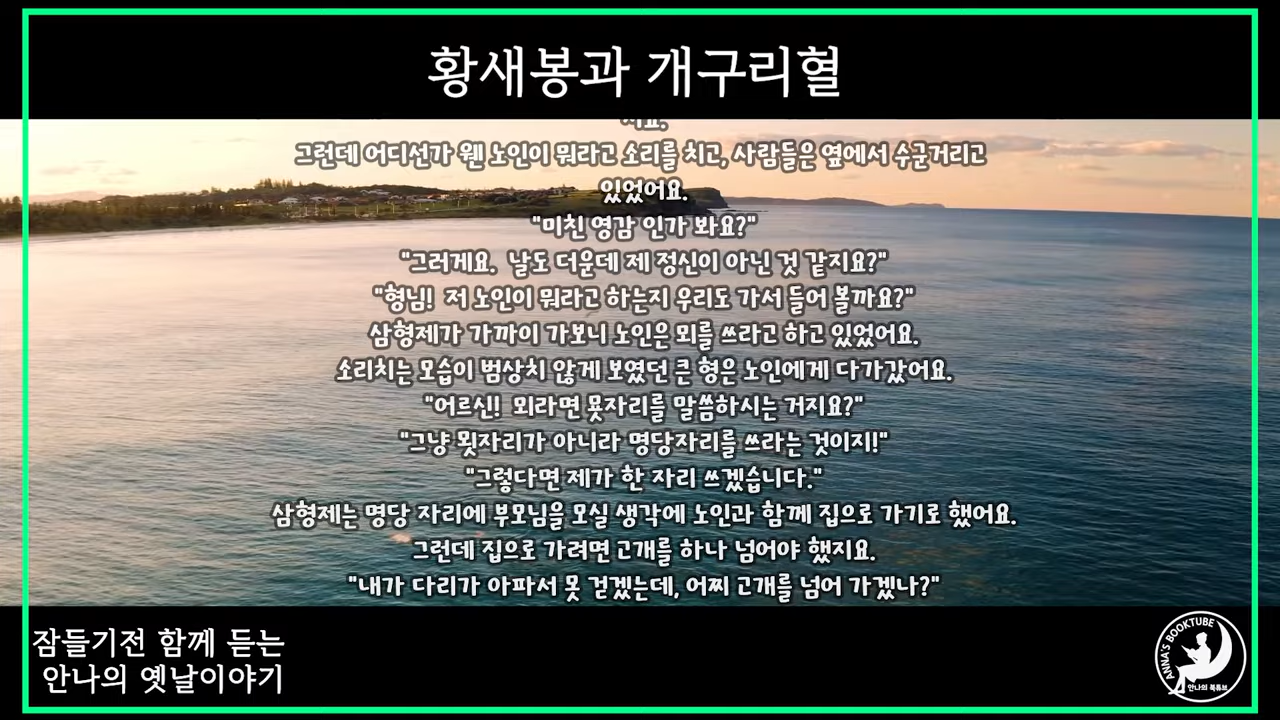 황새봉과 개구리혈
그런데 어디선가 웬 노인이 뭐라고 소리를 치고, 사람들은 옆에서 수군거리고
있었어요.
"미친 영감 인가 봐요?"
"그러게요. 날도 더운데 제 정신이 아닌 것 같지요?"
"형님! 저 노인이 뭐라고 하는지 우리도 가서 들어 볼까요?"
삼형제가 가까이 가보니 노인은 묘를 쓰라고 하고 있었어요.
소리치는 모습이 범상치 않게 보였던 큰 형은 노인에게 다가갔어요.
"어르신! 뫼라면 묫자리를 말씀하시는 거지요?"
"그냥 묏자리가 아니라 명당자리를 쓰라는 것이지!"
"그렇다면 제가 한 자리 쓰겠습니다."
삼형제는 명당 자리에 부모님을 모실 생각에 노인과 함께 집으로 가기로 했어요.
그런데 집으로 가려면 고개를 하나 넘어야 했지요.
"내가 다리가 아파서 못 걷겠는데, 어찌 고개를 넘어 가겠나?"
잠들기전 함께 듣는
안나의 옛날이야기
ANNA'S BOOKTUBE
안나의 북튜브